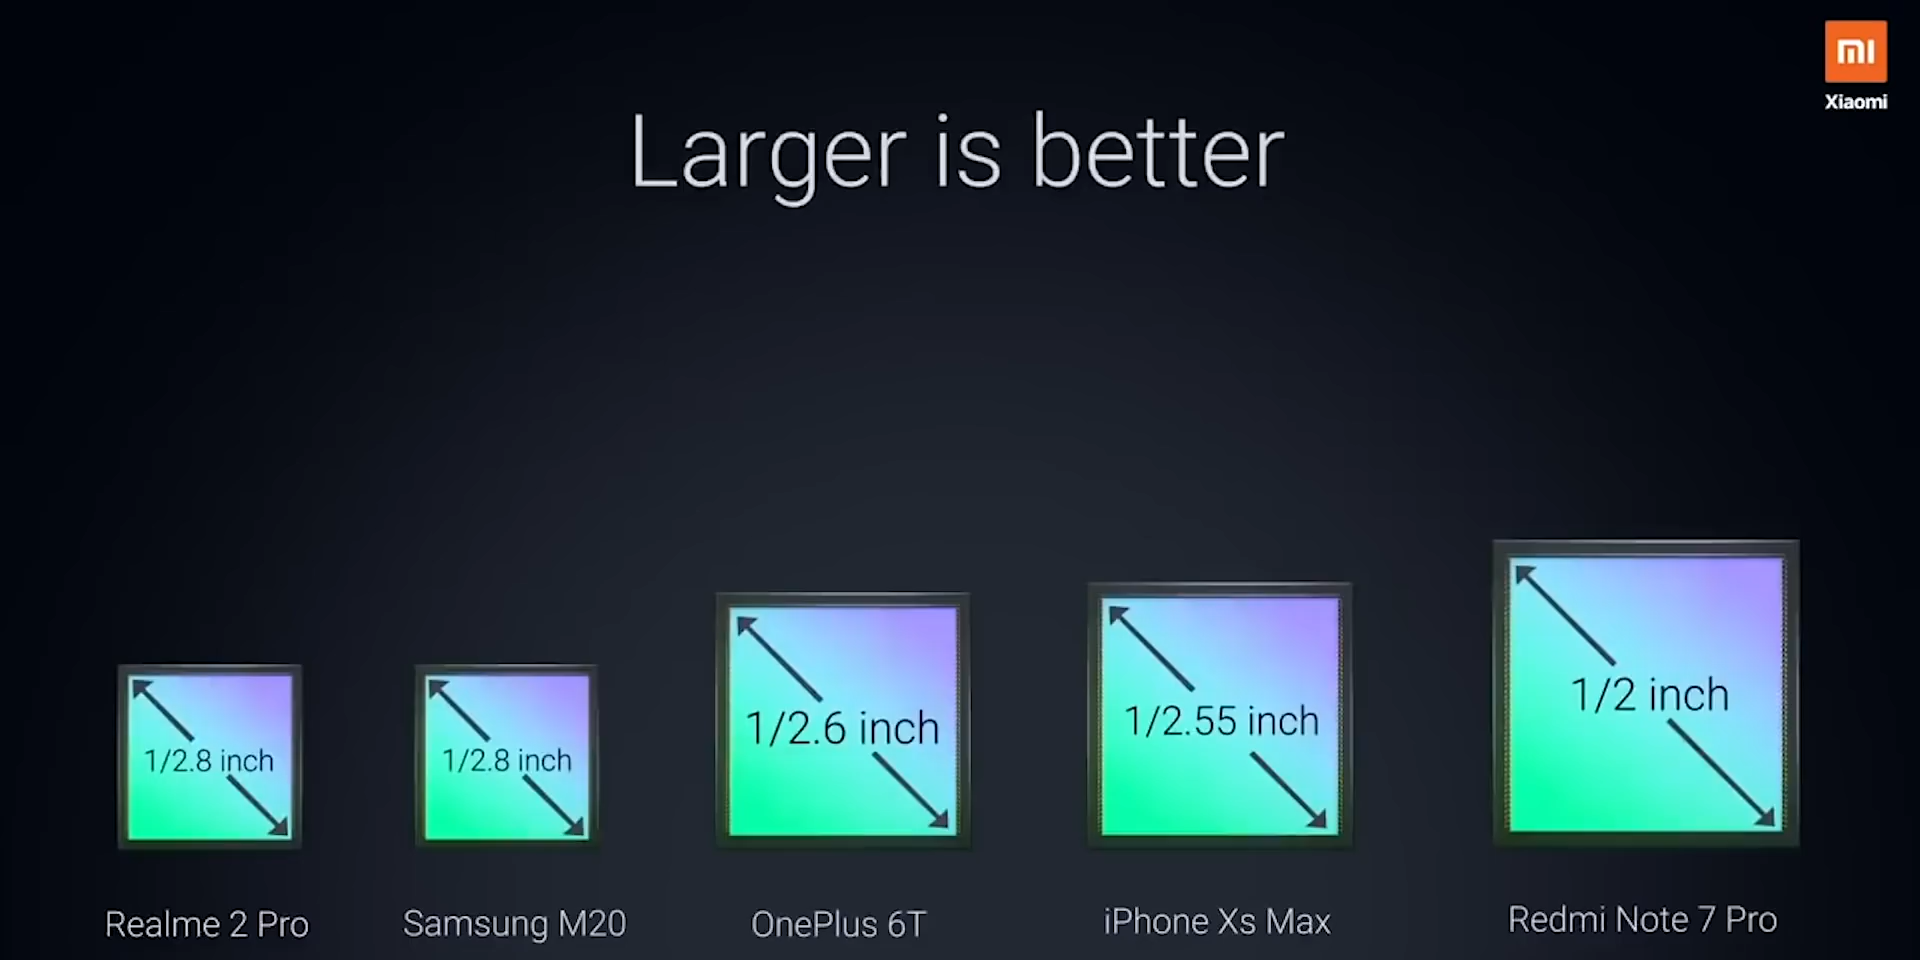 mi
Xiaomi
Larger is better
1/2.8 inch
1/2.8 inch
1/2.6 inch
1/2.55 inch
1/2 inch
Realme 2 Pro
Samsung M20
OnePlus 6T
iPhone Xs Max
Redmi Note 7 Pro